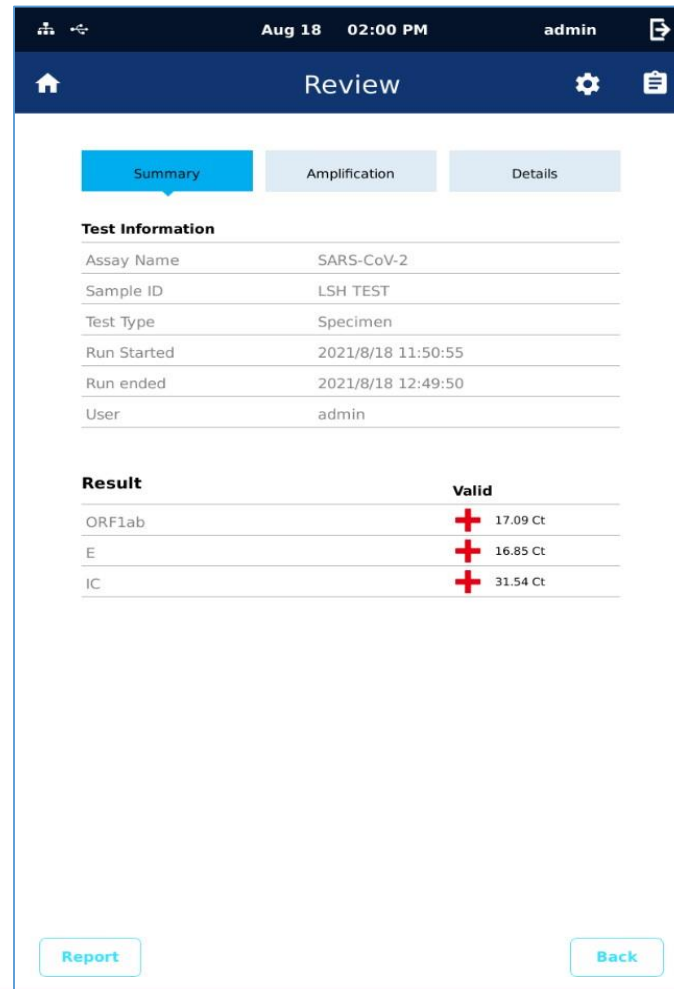 Aug 18 02:00 PM admin
Review
Summary Amplification Details
Test Information
Assay Name SARS-CoV-2
Sample ID LSH TEST
Test Type Specimen
Run Started 2021/8/18 11:50:55
Run ended 2021/8/18 12:49:50
User admin
Result Valid
ORF1ab 17.09 Ct
E 16.85 Ct
IC 31.54 Ct
Report Back